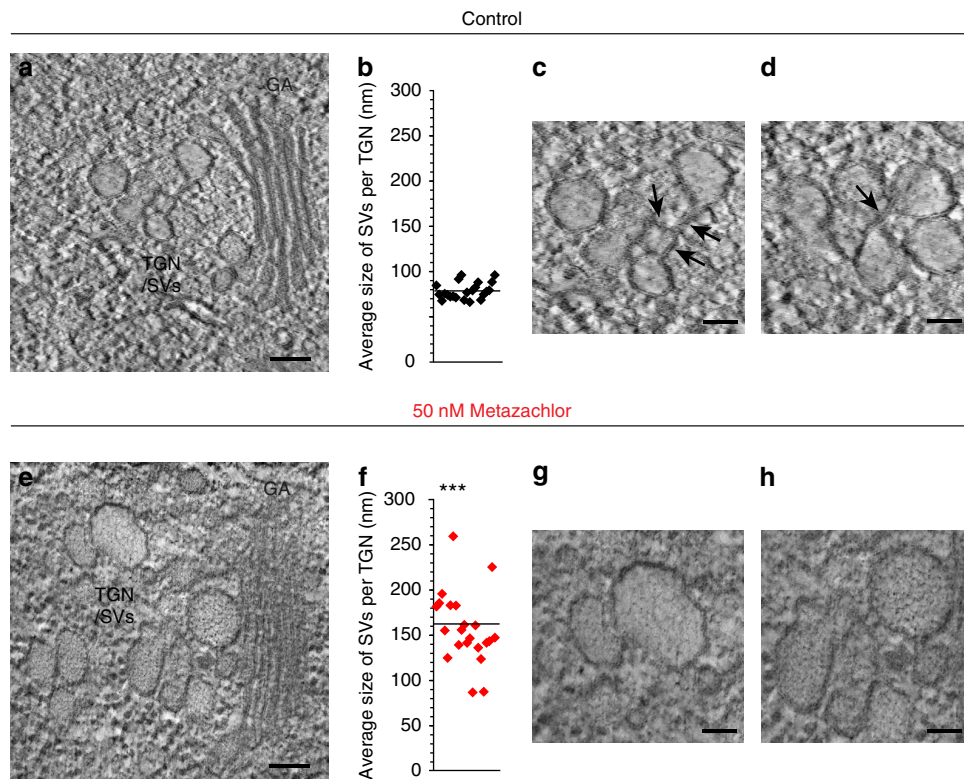 Control
a
GA
TGN
/SVs
b
Average size of SVs per TGN (nm)
300
250
200
150
100
50
0
c
d
50 nM Metazachlor
e
GA
TGN
/SVs
f
***
Average size of SVs per TGN (nm)
300
250
200
150
100
50
0
g
h